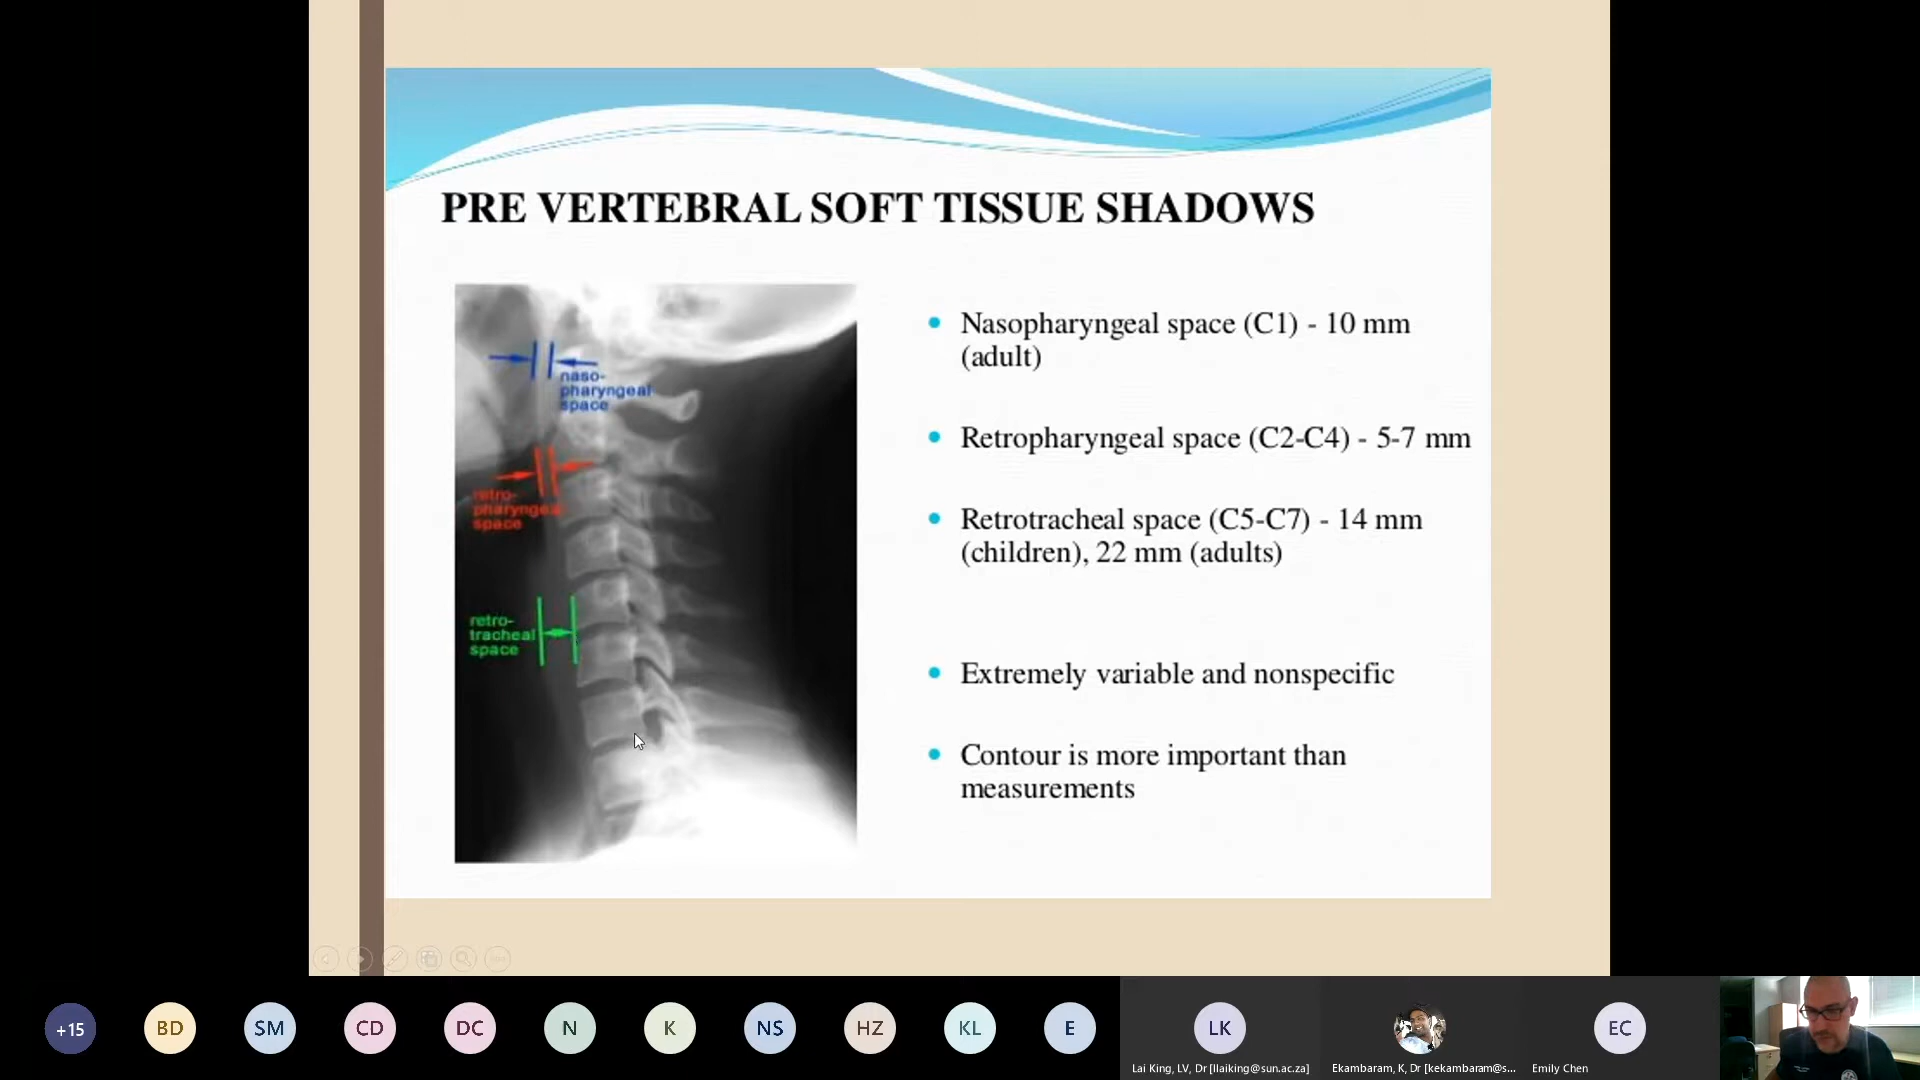 PRE VERTEBRAL SOFT TISSUE SHADOWS
naso-
pharyngeal
space
retro-
pharyngeal
space
retro-
tracheal
space
Nasopharyngeal space (C1) - 10 mm
(adult)
Retropharyngeal space (C2-C4) - 5-7 mm
Retrotracheal space (C5-C7) - 14 mm
(children), 22 mm (adults)
Extremely variable and nonspecific
Contour is more important than
measurements
+15
BD
SM
CD
DC
N
K
NS
HZ
KL
E
LK
EC
Lai King, LV, Dr [llaiking@sun.ac.za]
Ekambaram, K, Dr [kekambaram@s...
Emily Chen